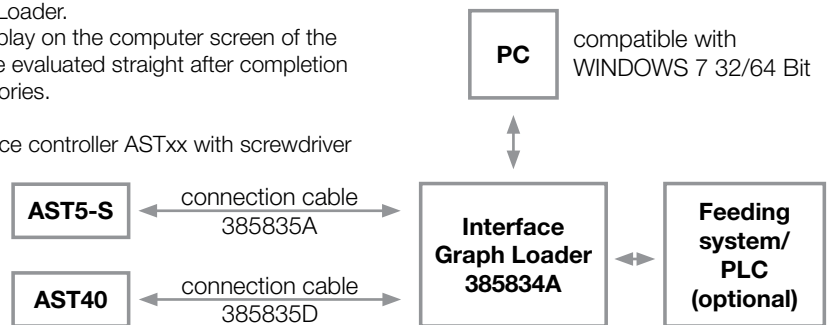 Loader.
play on the computer screen of the
e evaluated straight after completion
ories.
ce controller ASTxx with screwdriver
PC
compatible with
WINDOWS 7 32/64 Bit
AST5-S
connection cable
385835A
AST40
connection cable
385835D
Interface
Graph Loader
385834A
Feeding
system/
PLC
(optional)